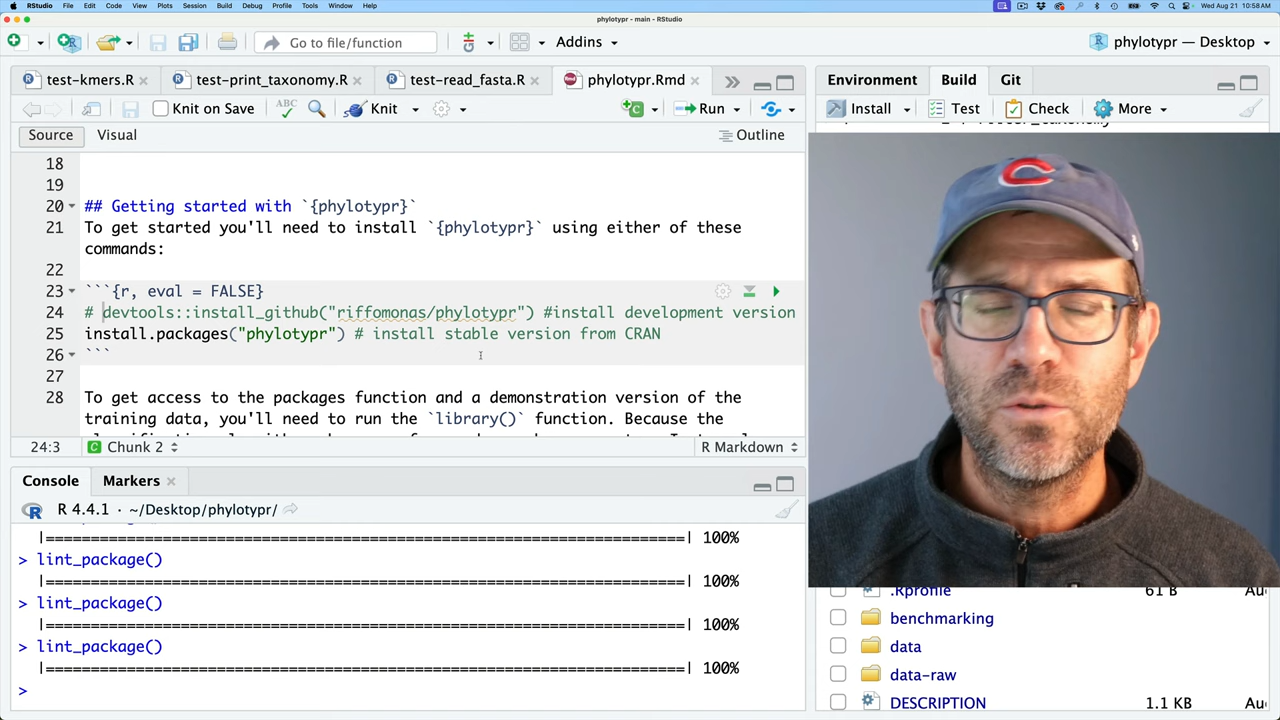 RStudio File Edit Code View Plots Session Build Debug Profile Tools Window Help Wed Aug 21 10:58 AM
phylotypr - main - RStudio
Go to file/function Addins phylotypr — Desktop
test-kmers.R test-print_taxonomy.R test-read_fasta.R phylotypr.Rmd
Knit on Save ABC Knit Run
Source Visual Outline
18
19
20 ## Getting started with `{phylotypr}`
21 To get started you'll need to install `{phylotypr}` using either of these
commands:
22
23 ```{r, eval = FALSE}
24 # devtools::install_github("riffomonas/phylotypr") #install development version
25 install.packages("phylotypr") # install stable version from CRAN
26 ```
27
28 To get access to the packages function and a demonstration version of the
training data, you'll need to run the `library()` function. Because the
24:3 C Chunk 2 R Markdown
Console Markers
R 4.4.1 · ~/Desktop/phylotypr/
|======================================================================| 100%
> lint_package()
|======================================================================| 100%
> lint_package()
|======================================================================| 100%
> lint_package()
|======================================================================| 100%
>
Environment Build Git
Install Test Check More
C
.Rprofile 61 B
benchmarking
data
data-raw
DESCRIPTION 1.1 KB